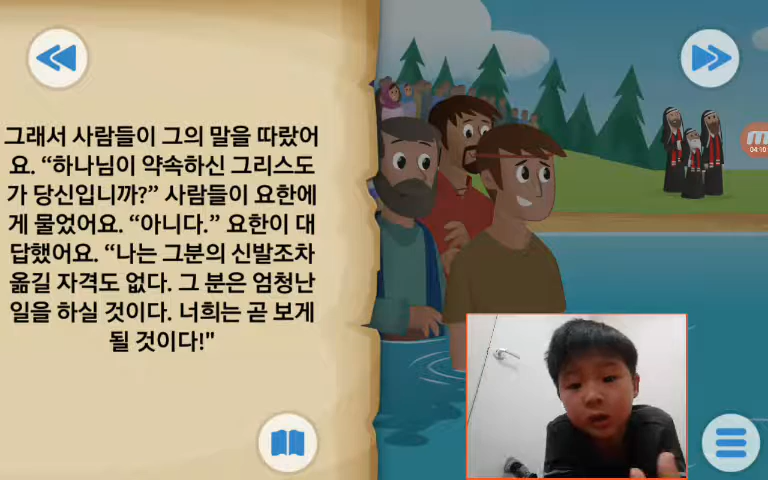 그래서 사람들이 그의 말을 따랐어
요. “하나님이 약속하신 그리스도
가 당신입니까?” 사람들이 요한에
게 물었어요. “아니다.” 요한이 대
답했어요. “나는 그분의 신발조차
옮길 자격도 없다. 그 분은 엄청난
일을 하실 것이다. 너희는 곧 보게
될 것이다!"
04:10